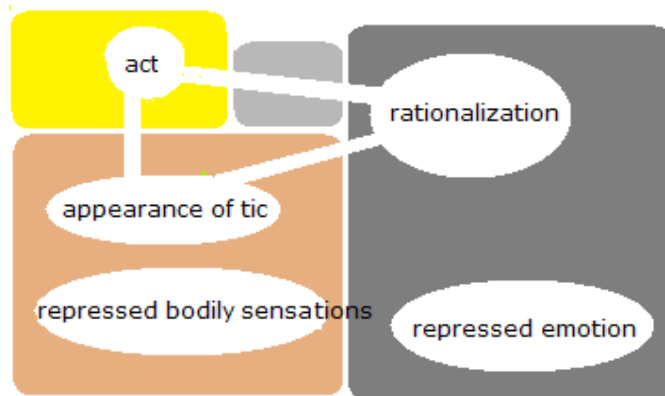 act
rationalization
appearance of tic
repressed bodily sensations
repressed emotion